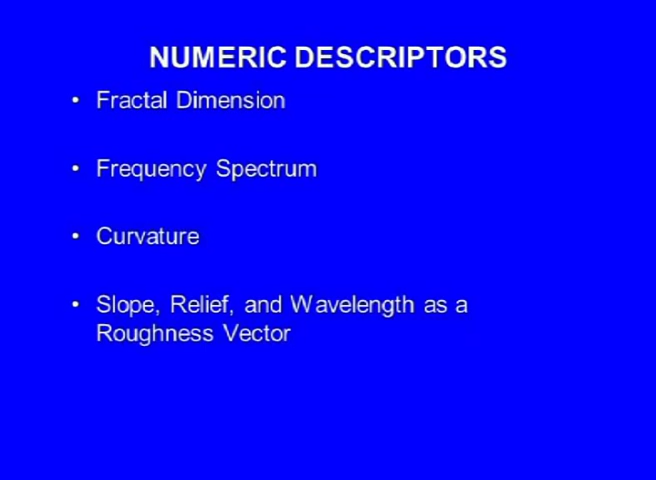 NUMERIC DESCRIPTORS
• Fractal Dimension
• Frequency Spectrum
• Curvature
• Slope, Relief, and Wavelength as a
Roughness Vector